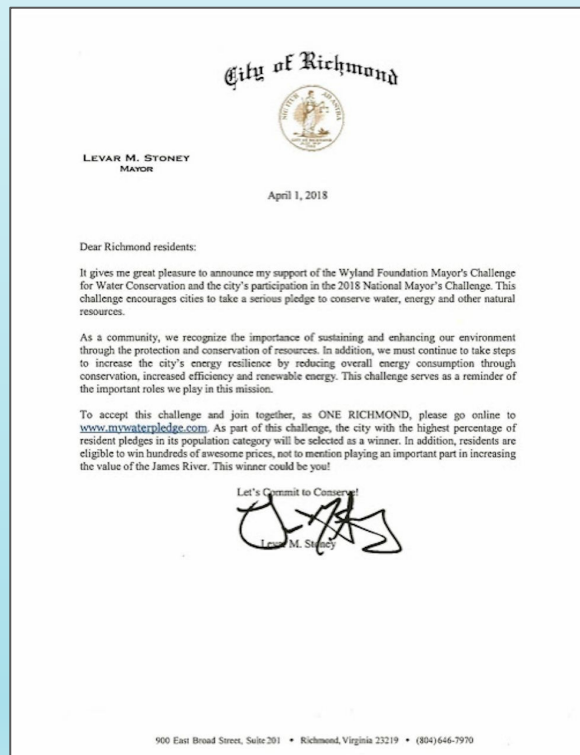 City of Richmond
LEVAR M. STONEY
MAYOR
April 1, 2018
Dear Richmond residents:
It gives me great pleasure to announce my support of the Wyland Foundation Mayor's Challenge
for Water Conservation and the city's participation in the 2018 National Mayor's Challenge. This
challenge encourages cities to take a serious pledge to conserve water, energy and other natural
resources.
As a community, we recognize the importance of sustaining and enhancing our environment
through the protection and conservation of resources. In addition, we must continue to take steps
to increase the city's energy resilience by reducing overall energy consumption through
conservation, increased efficiency and renewable energy. This challenge serves as a reminder of
the important roles we play in this mission.
To accept this challenge and join together, as ONE RICHMOND, please go online to
www.mywaterpledge.com. As part of this challenge, the city with the highest percentage of
resident pledges in its population category will be selected as a winner. In addition, residents are
eligible to win hundreds of awesome prices, not to mention playing an important part in increasing
the value of the James River. This winner could be you!
Let's Commit to Conserve!
Levar M. Stoney
900 East Broad Street, Suite 201 • Richmond, Virginia 23219 • (804)646-7970